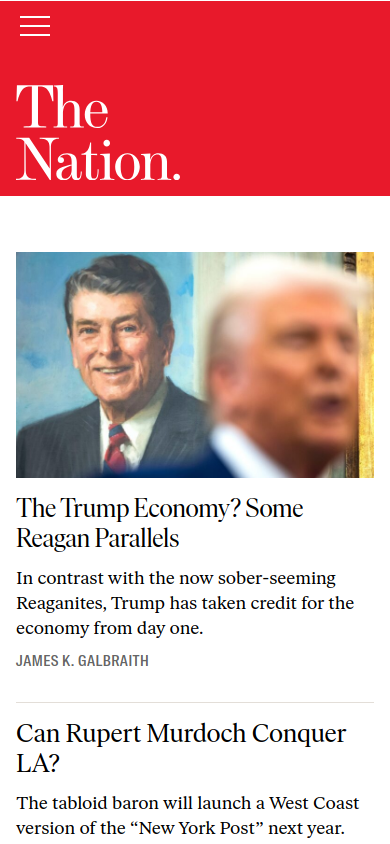 The
Nation.
The Trump Economy? Some
Reagan Parallels
In contrast with the now sober-seeming
Reaganites, Trump has taken credit for the
economy from day one.
JAMES K. GALBRAITH
Can Rupert Murdoch Conquer
LA?
The tabloid baron will launch a West Coast
version of the “New York Post” next year.